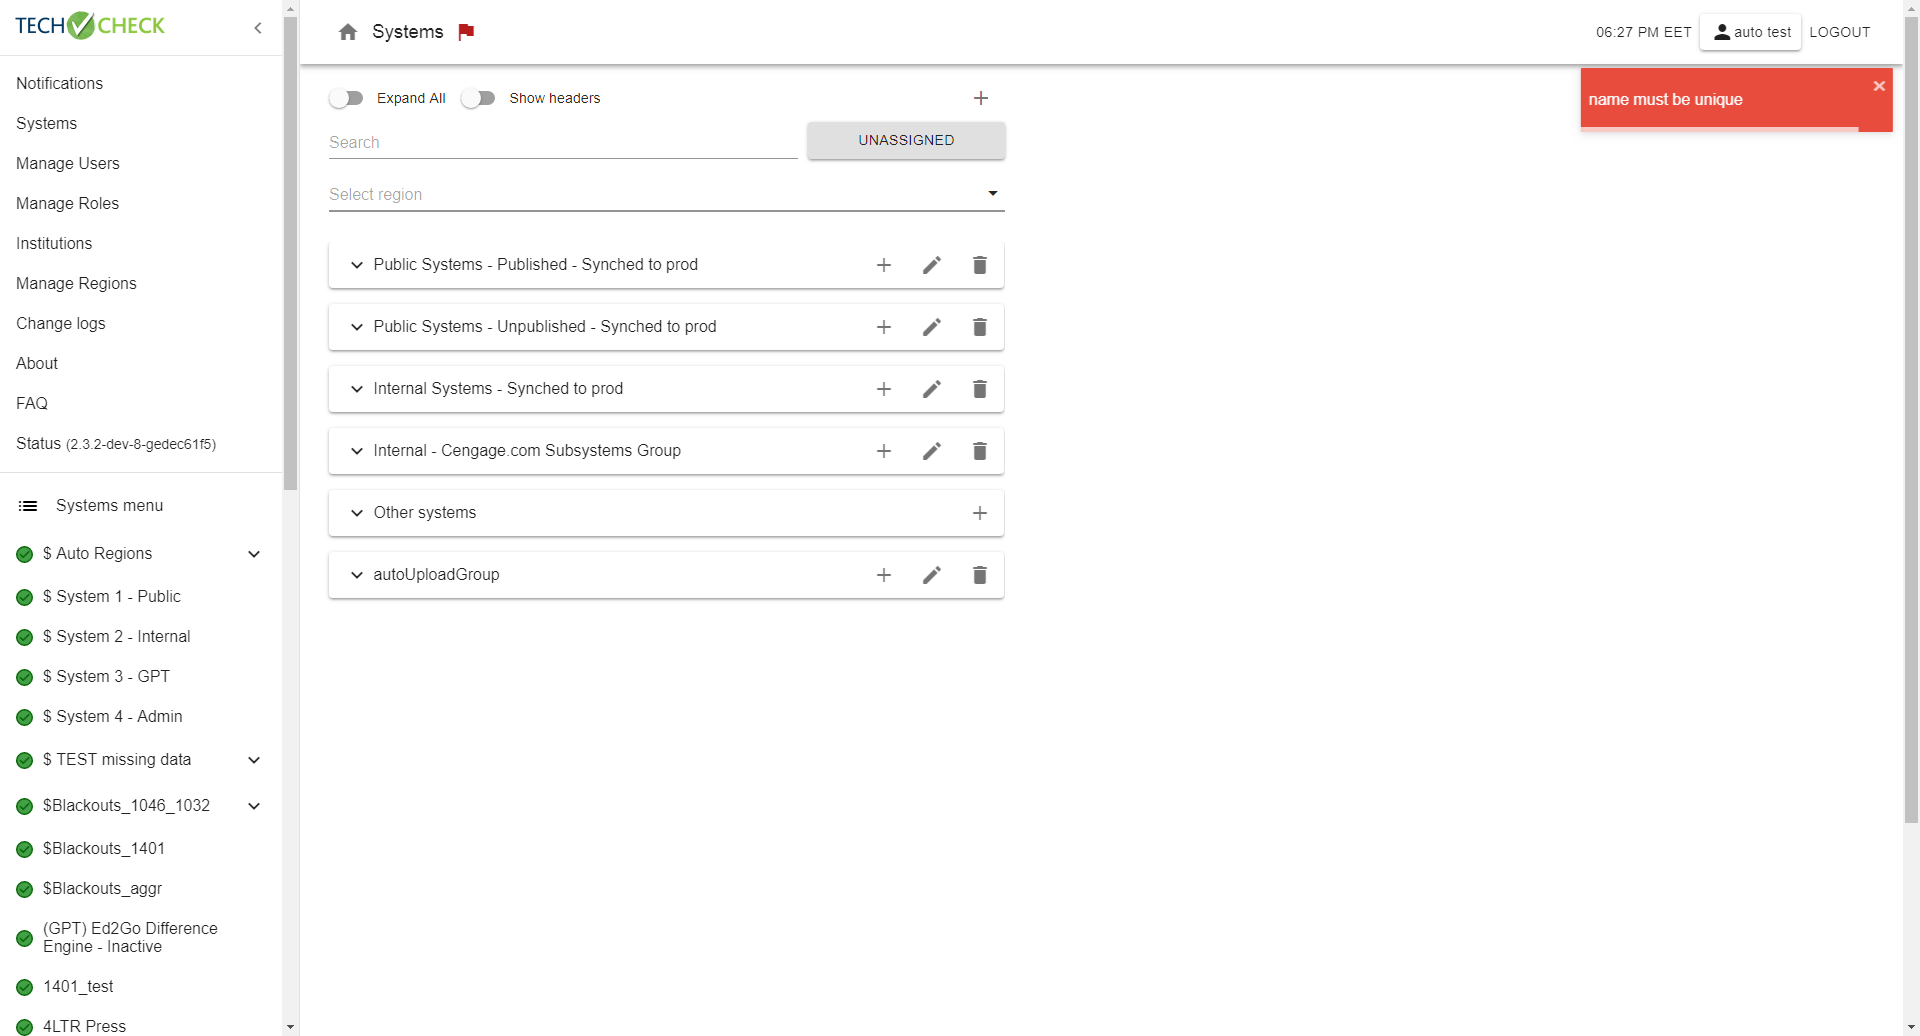 TECH CHECK
Notifications
Systems
Manage Users
Manage Roles
Institutions
Manage Regions
Change logs
About
FAQ
Status (2.3.2-dev-8-gedec61f5)
Systems menu
$ Auto Regions
$ System 1 - Public
$ System 2 - Internal
$ System 3 - GPT
$ System 4 - Admin
$ TEST missing data
$Blackouts_1046_1032
$Blackouts_1401
$Blackouts_aggr
(GPT) Ed2Go Difference
Engine - Inactive
1401_test
4LTR Press
Systems
06:27 PM EET
auto test
LOGOUT
name must be unique
Expand All
Show headers
Search
UNASSIGNED
Select region
Public Systems - Published - Synched to prod
Public Systems - Unpublished - Synched to prod
Internal Systems - Synched to prod
Internal - Cengage.com Subsystems Group
Other systems
autoUploadGroup